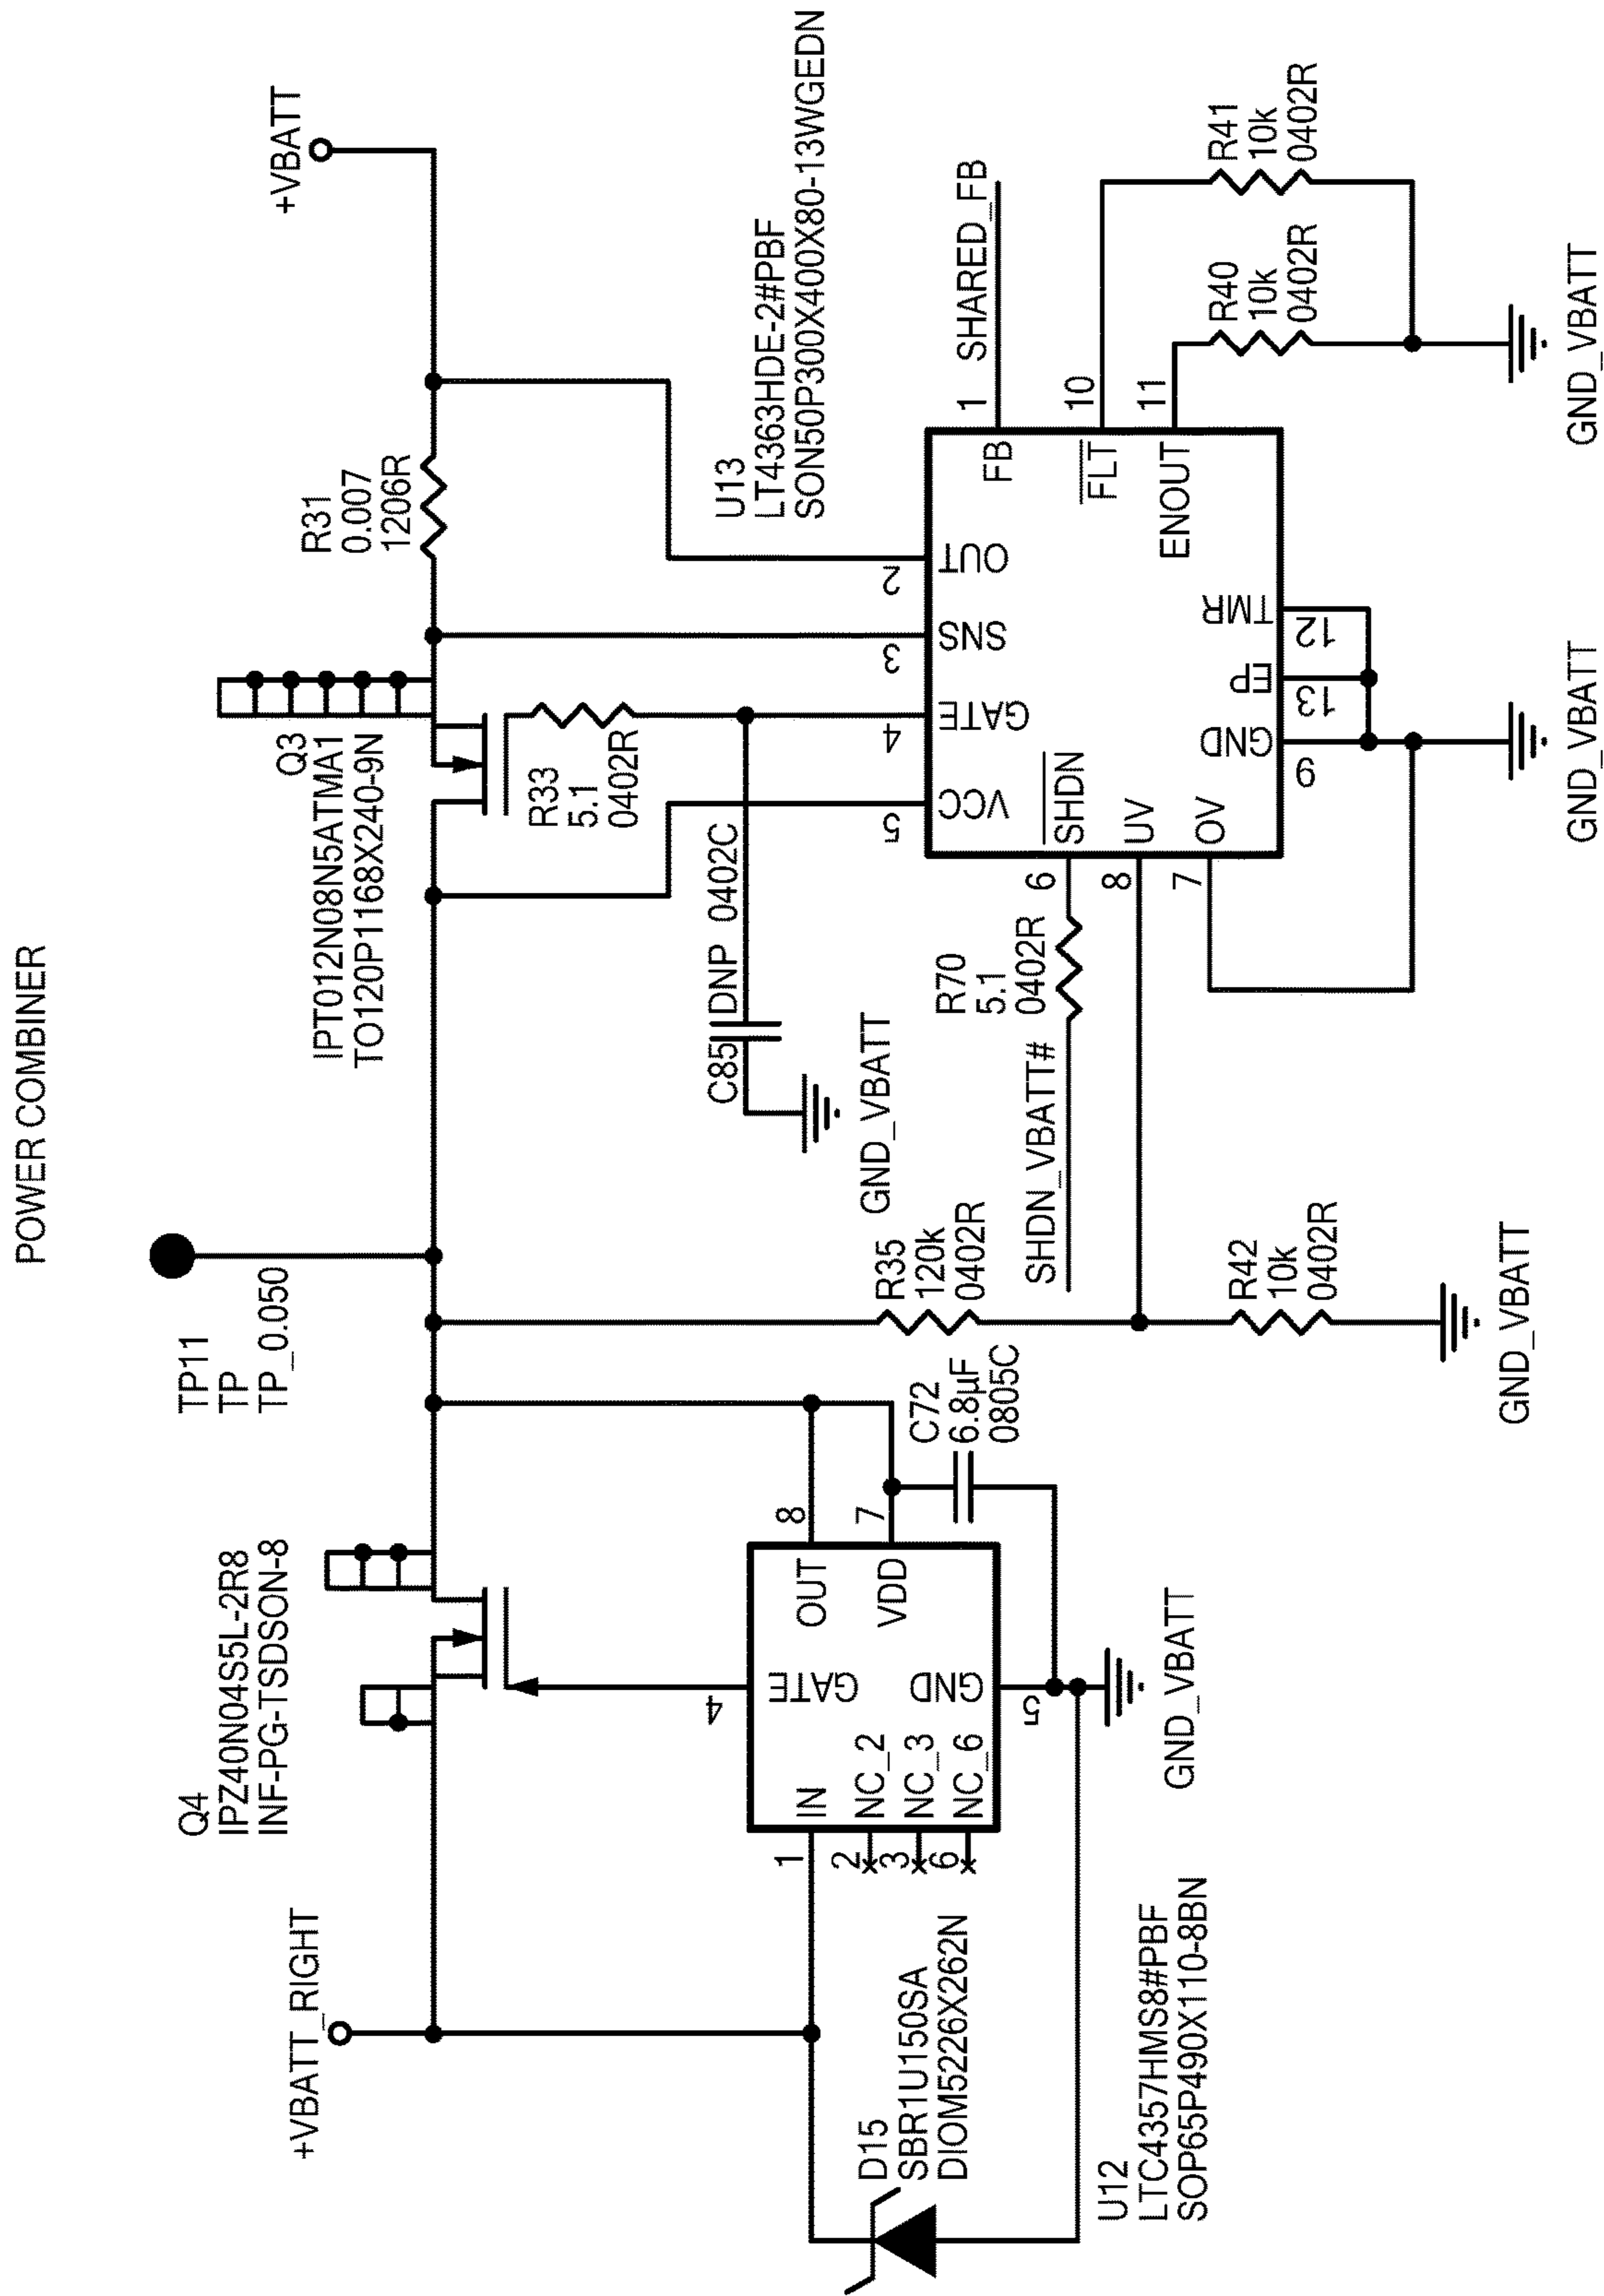 POWER COMBINER
+VBATT_RIGHT
Q4
IPZ40N04S5L-2R8
INF-PG-TSDSON-8
TP11
TP
TP_0.050
Q3
IPT012N08N5ATMA1
TO120P1168X240-9N
R31
0.007
1206R
+VBATT
D15
SBR1U150SA
DIOM5226X262N
U12
LTC4357HMS8#PBF
SOP65P490X110-8BN
1
2
3
6
IN
NC_2
NC_3
NC_6
4
GATE
GND
5
OUT
VDD
8
7
GND_VBATT
C72
6.8µF
0805C
R35
120k
0402R
R42
10k
0402R
GND_VBATT
C85
DNP 0402C
GND_VBATT
R33
5.1
0402R
SHDN_VBATT#
R70
5.1
0402R
U13
LT4363HDE-2#PBF
SON50P300X400X80-13WGEDN
5
4
3
2
VCC
GATE
SNS
OUT
6
8
7
SHDN
UV
OV
FB
FLT
ENOUT
1
10
11
GND
EP
TMR
9
13
12
SHARED_FB
GND_VBATT
R40
10k
0402R
R41
10k
0402R
GND_VBATT